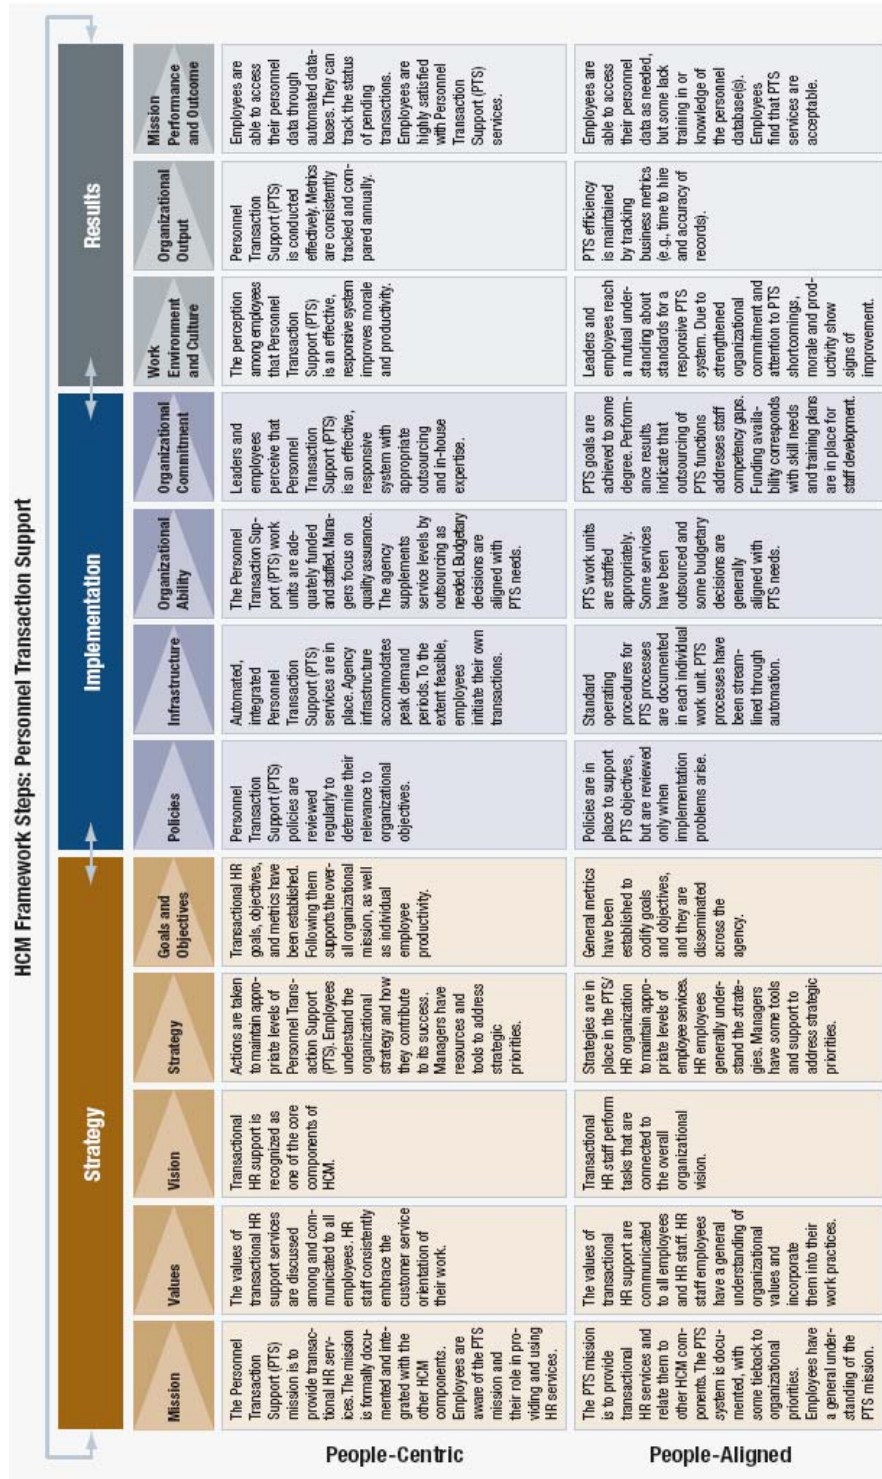 HCM Framework Steps: Personnel Transaction Support
Strategy
Implementation
Results
Mission
Values
Vision
Strategy
Goals and
Objectives
Policies
Infrastructure
Organizational
Ability
Organizational
Commitment
Work
Environment
and Culture
Organizational
Output
Mission
Performance
and Outcome
People-Centric
The Personnel
Transaction
Support (PTS)
mission is to
provide transac-
tional HR serv-
ices. The mission
is formally docu-
mented and inte-
grated with the
other HCM
components.
Employees are
aware of the PTS
mission and
their role in pro-
viding and using
HR services.
The values of
transactional HR
support services
are discussed
among and com-
municated to all
employees. HR
staff consistently
embrace the
customer service
orientation of
their work.
Transactional
HR support is
recognized as
one of the core
components of
HCM.
Actions are taken
to maintain appro-
priate levels of
Personnel Trans-
action Support
(PTS). Employees
understand the
organizational
strategy and how
they contribute
to its success.
Managers have
resources and
tools to address
strategic
priorities.
Transactional HR
goals, objectives,
and metrics have
been established.
Following them
supports the over-
all organizational
mission, as well
as individual
employee
productivity.
Personnel
Transaction
Support (PTS)
policies are
reviewed
regularly to
determine their
relevance to
organizational
objectives.
Automated,
integrated
Personnel
Transaction
Support (PTS)
services are in
place. Agency
infrastructure
accommodates
peak demand
periods. To the
extent feasible,
employees
initiate their own
transactions.
The Personnel
Transaction Sup-
port (PTS) work
units are ade-
quately funded
and staffed. Mana-
gers focus on
quality assurance.
The agency
supplements
service levels by
outsourcing as
needed. Budgetary
decisions are
aligned with
PTS needs.
Leaders and
employees
perceive that
Personnel
Transaction
Support (PTS)
is an effective,
responsive
system with
appropriate
outsourcing
and in-house
expertise.
The perception
among employees
that Personnel
Transaction
Support (PTS)
is an effective,
responsive system
improves morale
and productivity.
Personnel
Transaction
Support (PTS)
is conducted
effectively. Metrics
are consistently
tracked and com-
pared annually.
Employees are
able to access
their personnel
data through
automated data-
bases. They can
track the status
of pending
transactions.
Employees are
highly satisfied
with Personnel
Transaction
Support (PTS)
services.
People-Aligned
The PTS mission
is to provide
transactional
HR services and
relate them to
other HCM com-
ponents. The PTS
system is docu-
mented, with
some tieback to
organizational
priorities.
Employees have
a general under-
standing of the
PTS mission.
The values of
transactional
HR support are
communicated
to all employees
and HR staff. HR
staff employees
have a general
understanding of
organizational
values and
incorporate
them into their
work practices.
Transactional
HR staff perform
tasks that are
connected to
the overall
organizational
vision.
Strategies are in
place in the PTS/
HR organization
to maintain appro-
priate levels of
employee services.
HR employees
generally under-
stand the strate-
gies. Managers
have some tools
and support to
address strategic
priorities.
General metrics
have been
established to
codify goals
and objectives,
and they are
disseminated
across the
agency.
Policies are in
place to support
PTS objectives,
but are reviewed
only when
implementation
problems arise.
Standard
operating
procedures for
PTS processes
are documented
in each individual
work unit. PTS
processes have
been stream-
lined through
automation.
PTS work units
are staffed
appropriately.
Some services
have been
outsourced and
some budgetary
decisions are
generally
aligned with
PTS needs.
PTS goals are
achieved to some
degree. Perform-
ance results
indicate that
outsourcing of
PTS functions
addresses staff
competency gaps.
Funding availa-
bility corresponds
with skill needs
and training plans
are in place for
staff development.
Leaders and
employees reach
a mutual under-
standing about
standards for a
responsive PTS
system. Due to
strengthened
organizational
commitment and
attention to PTS
shortcomings,
morale and prod-
uctivity show
signs of
improvement.
PTS efficiency
is maintained
by tracking
business metrics
(e.g., time to hire
and accuracy of
records).
Employees are
able to access
their personnel
data as needed,
but some lack
training in or
knowledge of
the personnel
database(s).
Employees
find that PTS
services are
acceptable.